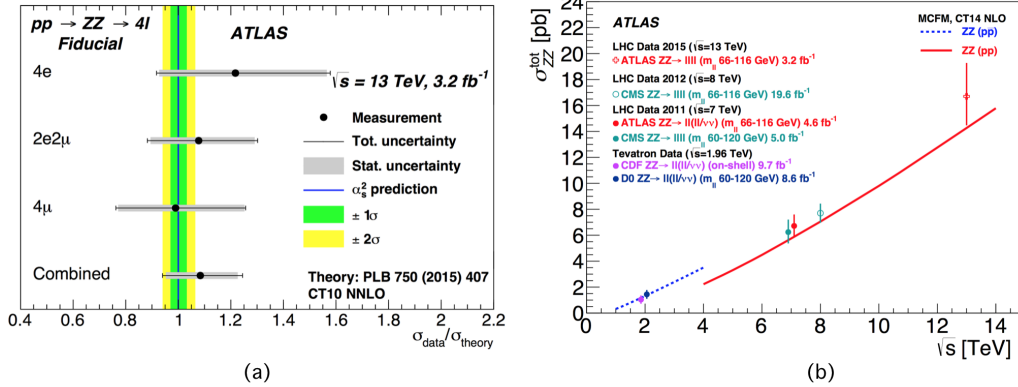 pp → ZZ → 4l
Fiducial
ATLAS
4e
√s = 13 TeV, 3.2 fb⁻¹
Measurement
2e2μ
Tot. uncertainty
Stat. uncertainty
αs² prediction
4μ
± 1σ
± 2σ
Combined
Theory: PLB 750 (2015) 407
CT10 NNLO
0.4 0.6 0.8 1 1.2 1.4 1.6 1.8 2 2.2
σdata/σtheory
(a)
σZZ^tot [pb]
24
22
20
18
16
14
12
10
8
6
4
2
0
ATLAS
LHC Data 2015 (√s=13 TeV)
ATLAS ZZ→ llll (mll 66-116 GeV) 3.2 fb⁻¹
LHC Data 2012 (√s=8 TeV)
CMS ZZ→ llll (mll 66-116 GeV) 19.6 fb⁻¹
LHC Data 2011 (√s=7 TeV)
ATLAS ZZ→ ll(ll/νν) (mll 66-116 GeV) 4.6 fb⁻¹
CMS ZZ→ llll (mll 60-120 GeV) 5.0 fb⁻¹
Tevatron Data (√s=1.96 TeV)
CDF ZZ→ ll(ll/νν) (on-shell) 9.7 fb⁻¹
D0 ZZ→ ll(ll/νν) (mll 60-120 GeV) 8.6 fb⁻¹
MCFM, CT14 NLO
ZZ (pp)
ZZ (pp)
0 2 4 6 8 10 12 14
√s [TeV]
(b)